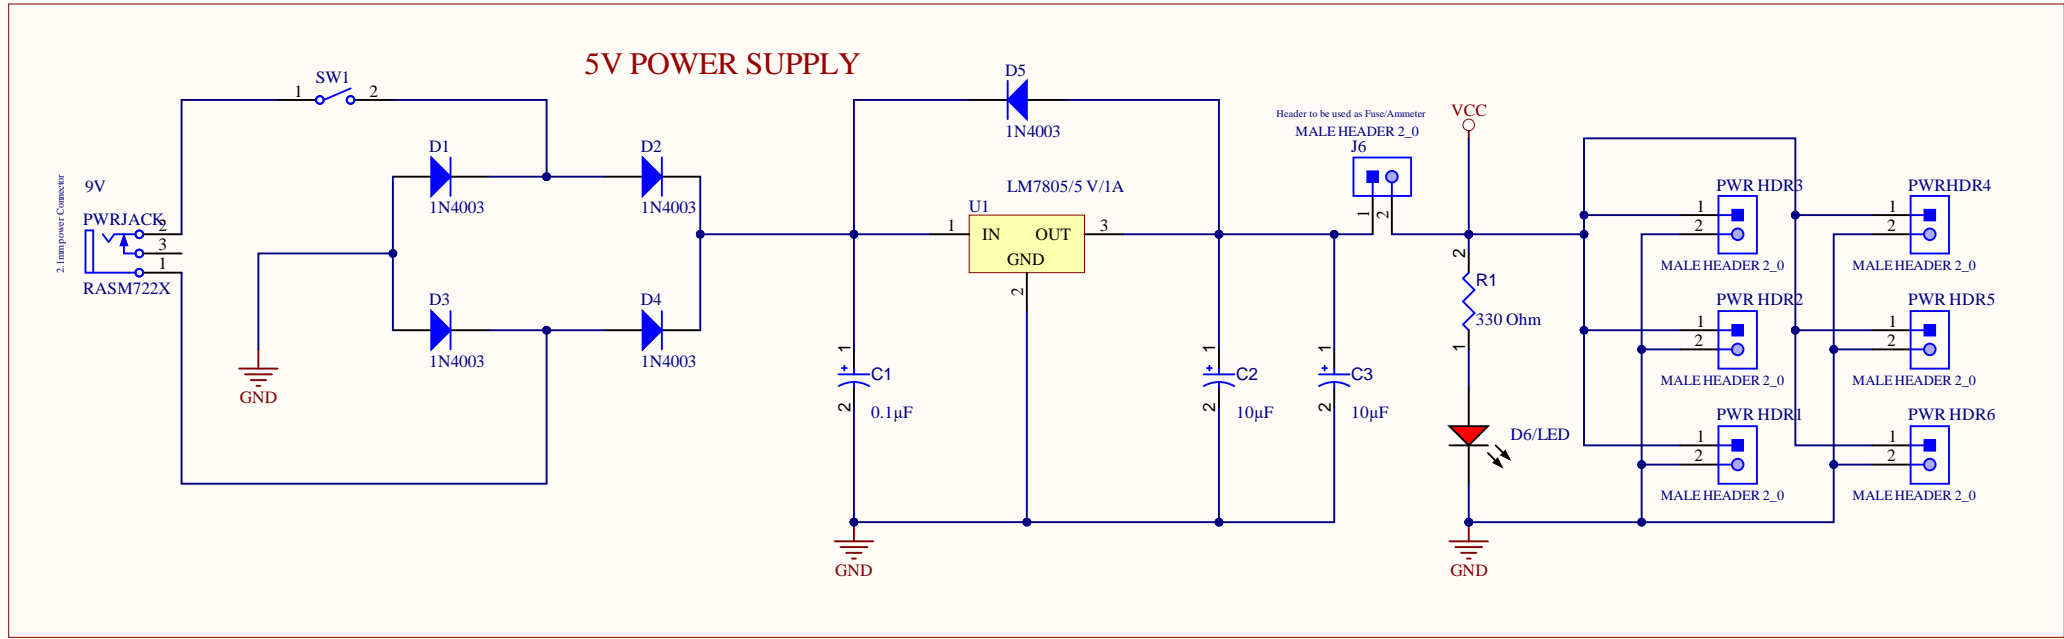 5V POWER SUPPLY
SW1
1
2
D5
1N4003
Header to be used as Fuse/Ammeter
MALE HEADER 2_0
J6
1
2
VCC
D1
1N4003
D2
1N4003
9V
2.1mm power Connector
PWRJACK
2
3
1
RASM722X
LM7805/5 V/1A
U1
1
IN
OUT
3
GND
2
PWR HDR3
1
2
MALE HEADER 2_0
PWRHDR4
1
2
MALE HEADER 2_0
2
R1
330 Ohm
1
D3
1N4003
D4
1N4003
PWR HDR2
1
2
MALE HEADER 2_0
PWR HDR5
1
2
MALE HEADER 2_0
GND
1
+
C1
2
0.1µF
1
+
C2
2
10µF
1
+
C3
2
10µF
D6/LED
PWR HDR1
1
2
MALE HEADER 2_0
PWR HDR6
1
2
MALE HEADER 2_0
GND
GND